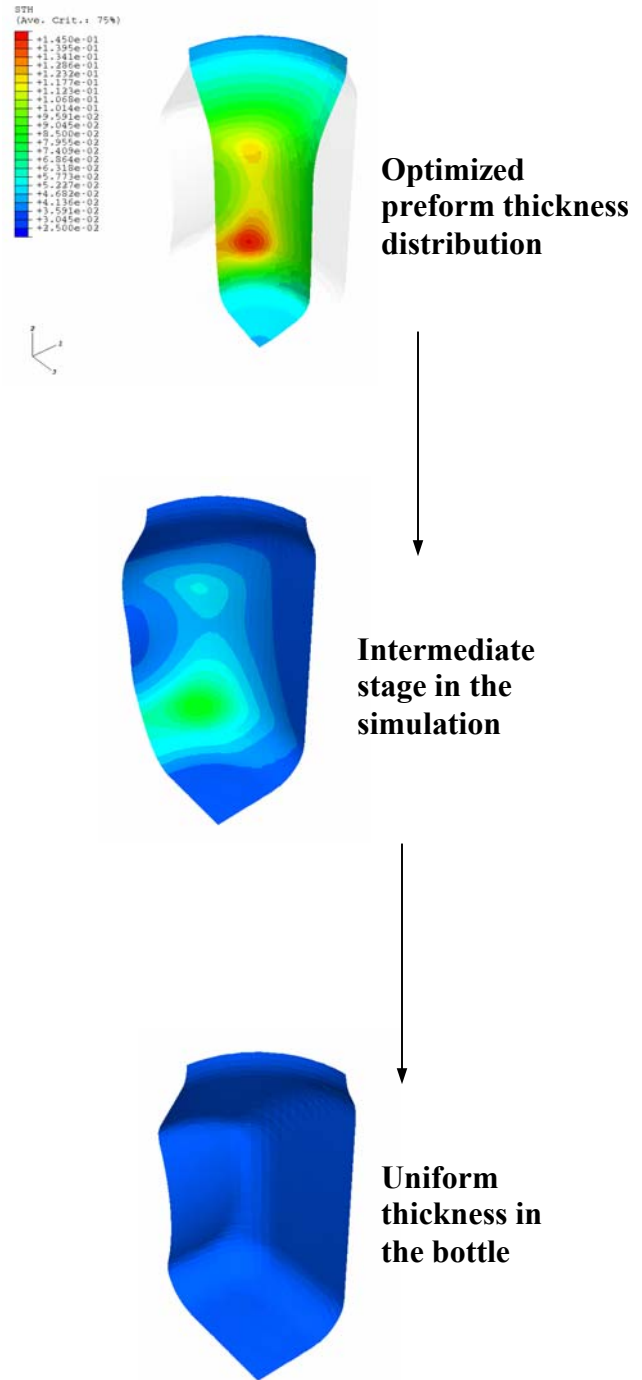 STH
(Ave. Crit.: 75%)
+1.450e-01
+1.395e-01
+1.341e-01
+1.286e-01
+1.232e-01
+1.177e-01
+1.123e-01
+1.068e-01
+1.014e-01
+9.591e-02
+9.045e-02
+8.500e-02
+7.955e-02
+7.409e-02
+6.864e-02
+6.318e-02
+5.773e-02
+5.227e-02
+4.682e-02
+4.136e-02
+3.591e-02
+3.045e-02
+2.500e-02
Optimized
preform thickness
distribution
2
1
3
Intermediate
stage in the
simulation
Uniform
thickness in
the bottle